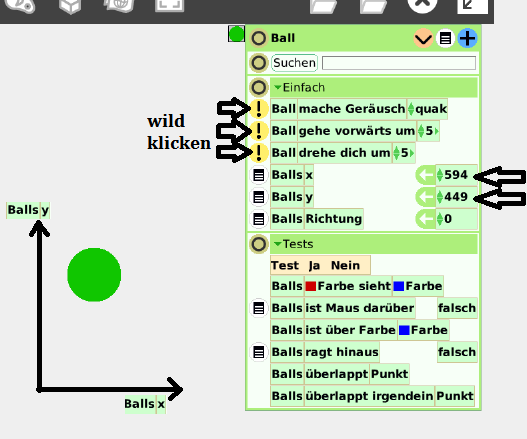 Ball
Suchen
Einfach
wild
klicken
! Ball mache Geräusch quak
! Ball gehe vorwärts um 5
! Ball drehe dich um 5
Balls x 594
Balls y 449
Balls Richtung 0
Tests
Test Ja Nein
Balls Farbe sieht Farbe
Balls ist Maus darüber falsch
Balls ist über Farbe Farbe
Balls ragt hinaus falsch
Balls überlappt Punkt
Balls überlappt irgendein Punkt
Balls y
Balls x